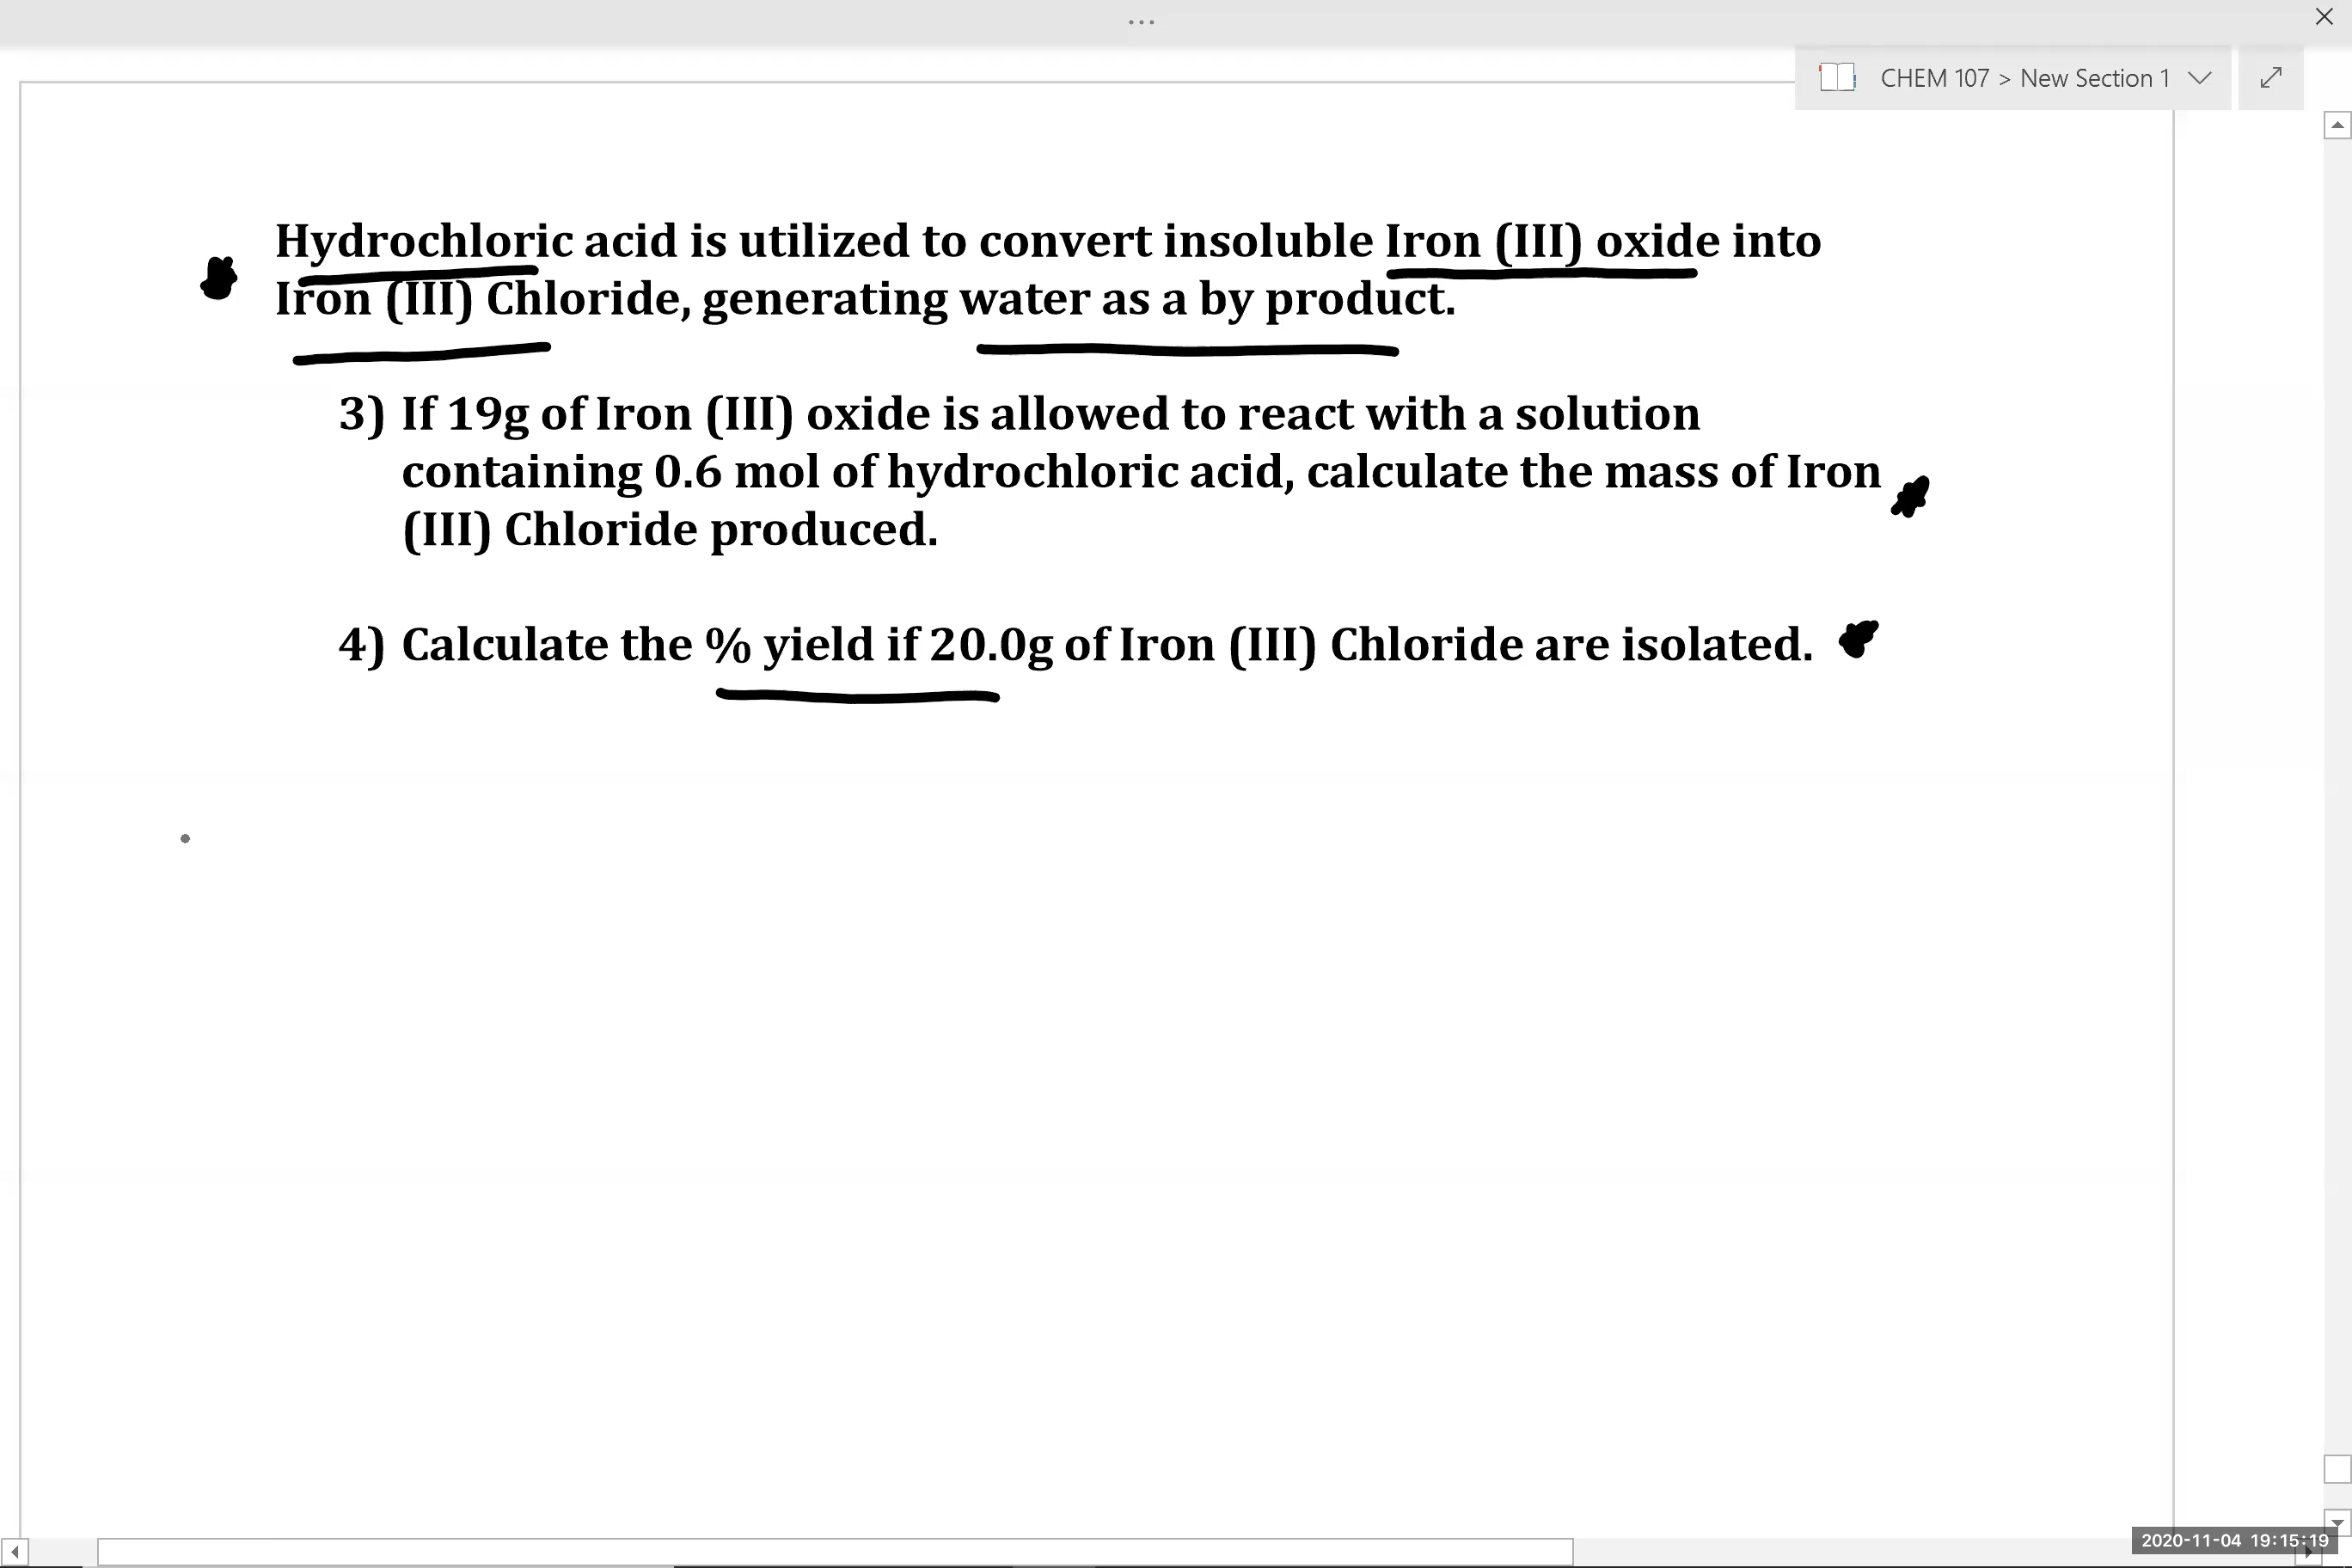 CHEM 107 > New Section 1
Hydrochloric acid is utilized to convert insoluble Iron (III) oxide into
Iron (III) Chloride, generating water as a by product.
3) If 19g of Iron (III) oxide is allowed to react with a solution
containing 0.6 mol of hydrochloric acid, calculate the mass of Iron
(III) Chloride produced.
4) Calculate the % yield if 20.0g of Iron (III) Chloride are isolated.
2020-11-04 19:15:19